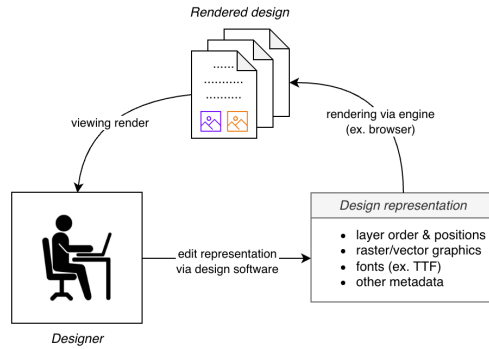 Rendered design
viewing render
rendering via engine
(ex. browser)
Design representation
• layer order & positions
• raster/vector graphics
• fonts (ex. TTF)
• other metadata
edit representation
via design software
Designer